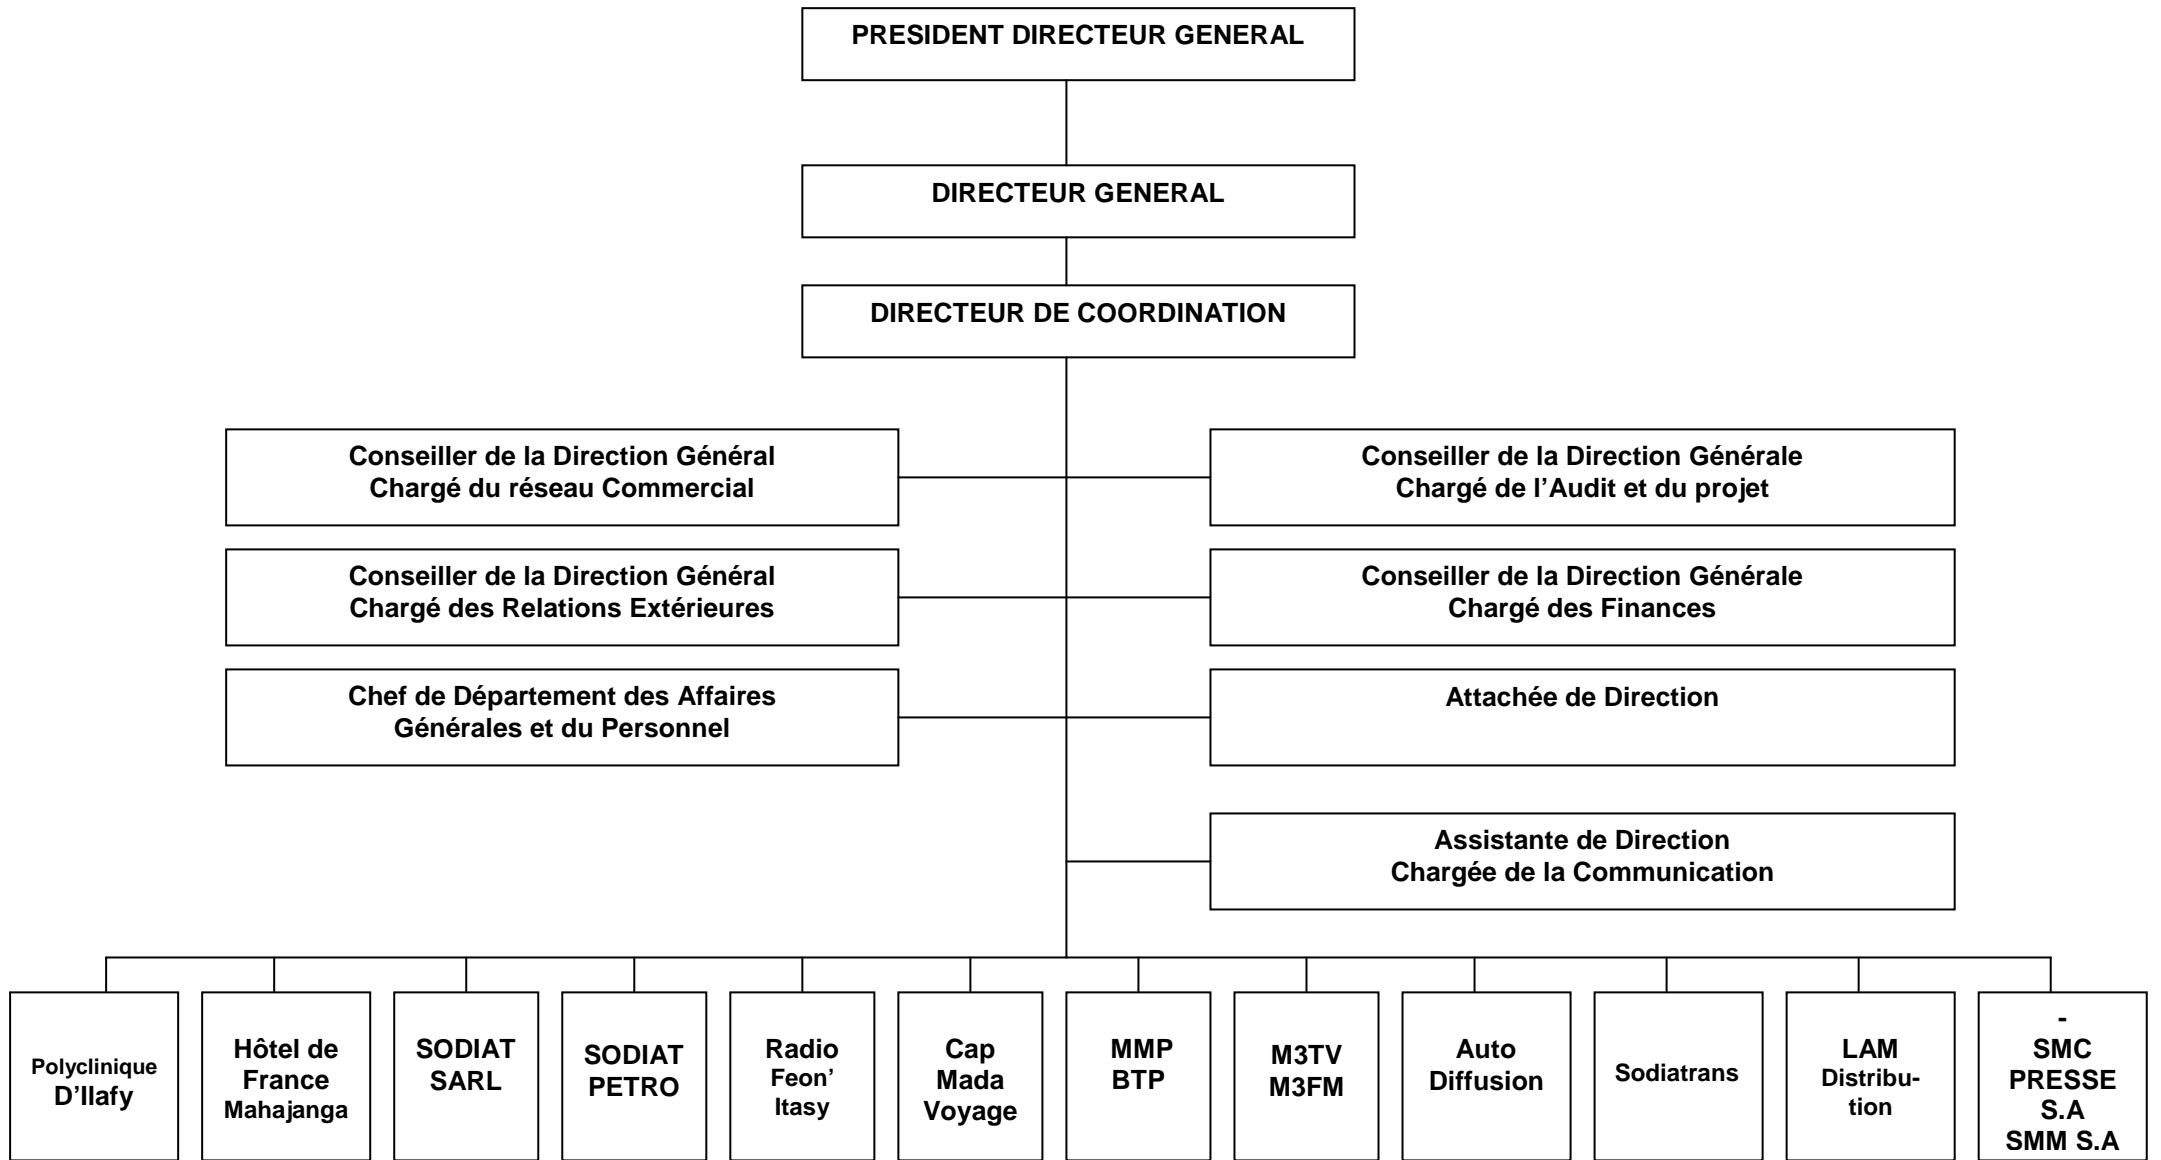 PRESIDENT DIRECTEUR GENERAL
DIRECTEUR GENERAL
DIRECTEUR DE COORDINATION
Conseiller de la Direction Général
Chargé du réseau Commercial
Conseiller de la Direction Générale
Chargé de l’Audit et du projet
Conseiller de la Direction Général
Chargé des Relations Extérieures
Conseiller de la Direction Générale
Chargé des Finances
Chef de Département des Affaires
Générales et du Personnel
Attachée de Direction
Assistante de Direction
Chargée de la Communication
Polyclinique
D’Ilafy
Hôtel de
France
Mahajanga
SODIAT
SARL
SODIAT
PETRO
Radio
Feon’
Itasy
Cap
Mada
Voyage
MMP
BTP
M3TV
M3FM
Auto
Diffusion
Sodiatrans
LAM
Distribu-
tion
-
SMC
PRESSE
S.A
SMM S.A